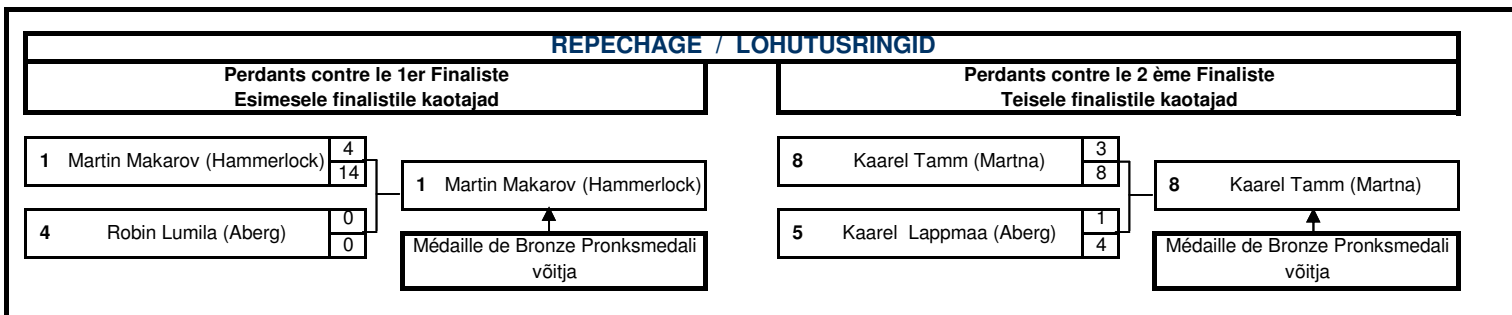 REPECHAGE / LOHUTUSRINGID
Perdants contre le 1er Finaliste
Esimesele finalistile kaotajad
Perdants contre le 2 ème Finaliste
Teisele finalistile kaotajad
1 Martin Makarov (Hammerlock) 4
14
1 Martin Makarov (Hammerlock)
4 Robin Lumila (Aberg) 0
0
Médaille de Bronze Pronksmedali
võitja
8 Kaarel Tamm (Martna) 3
8
8 Kaarel Tamm (Martna)
5 Kaarel Lappmaa (Aberg) 1
4
Médaille de Bronze Pronksmedali
võitja